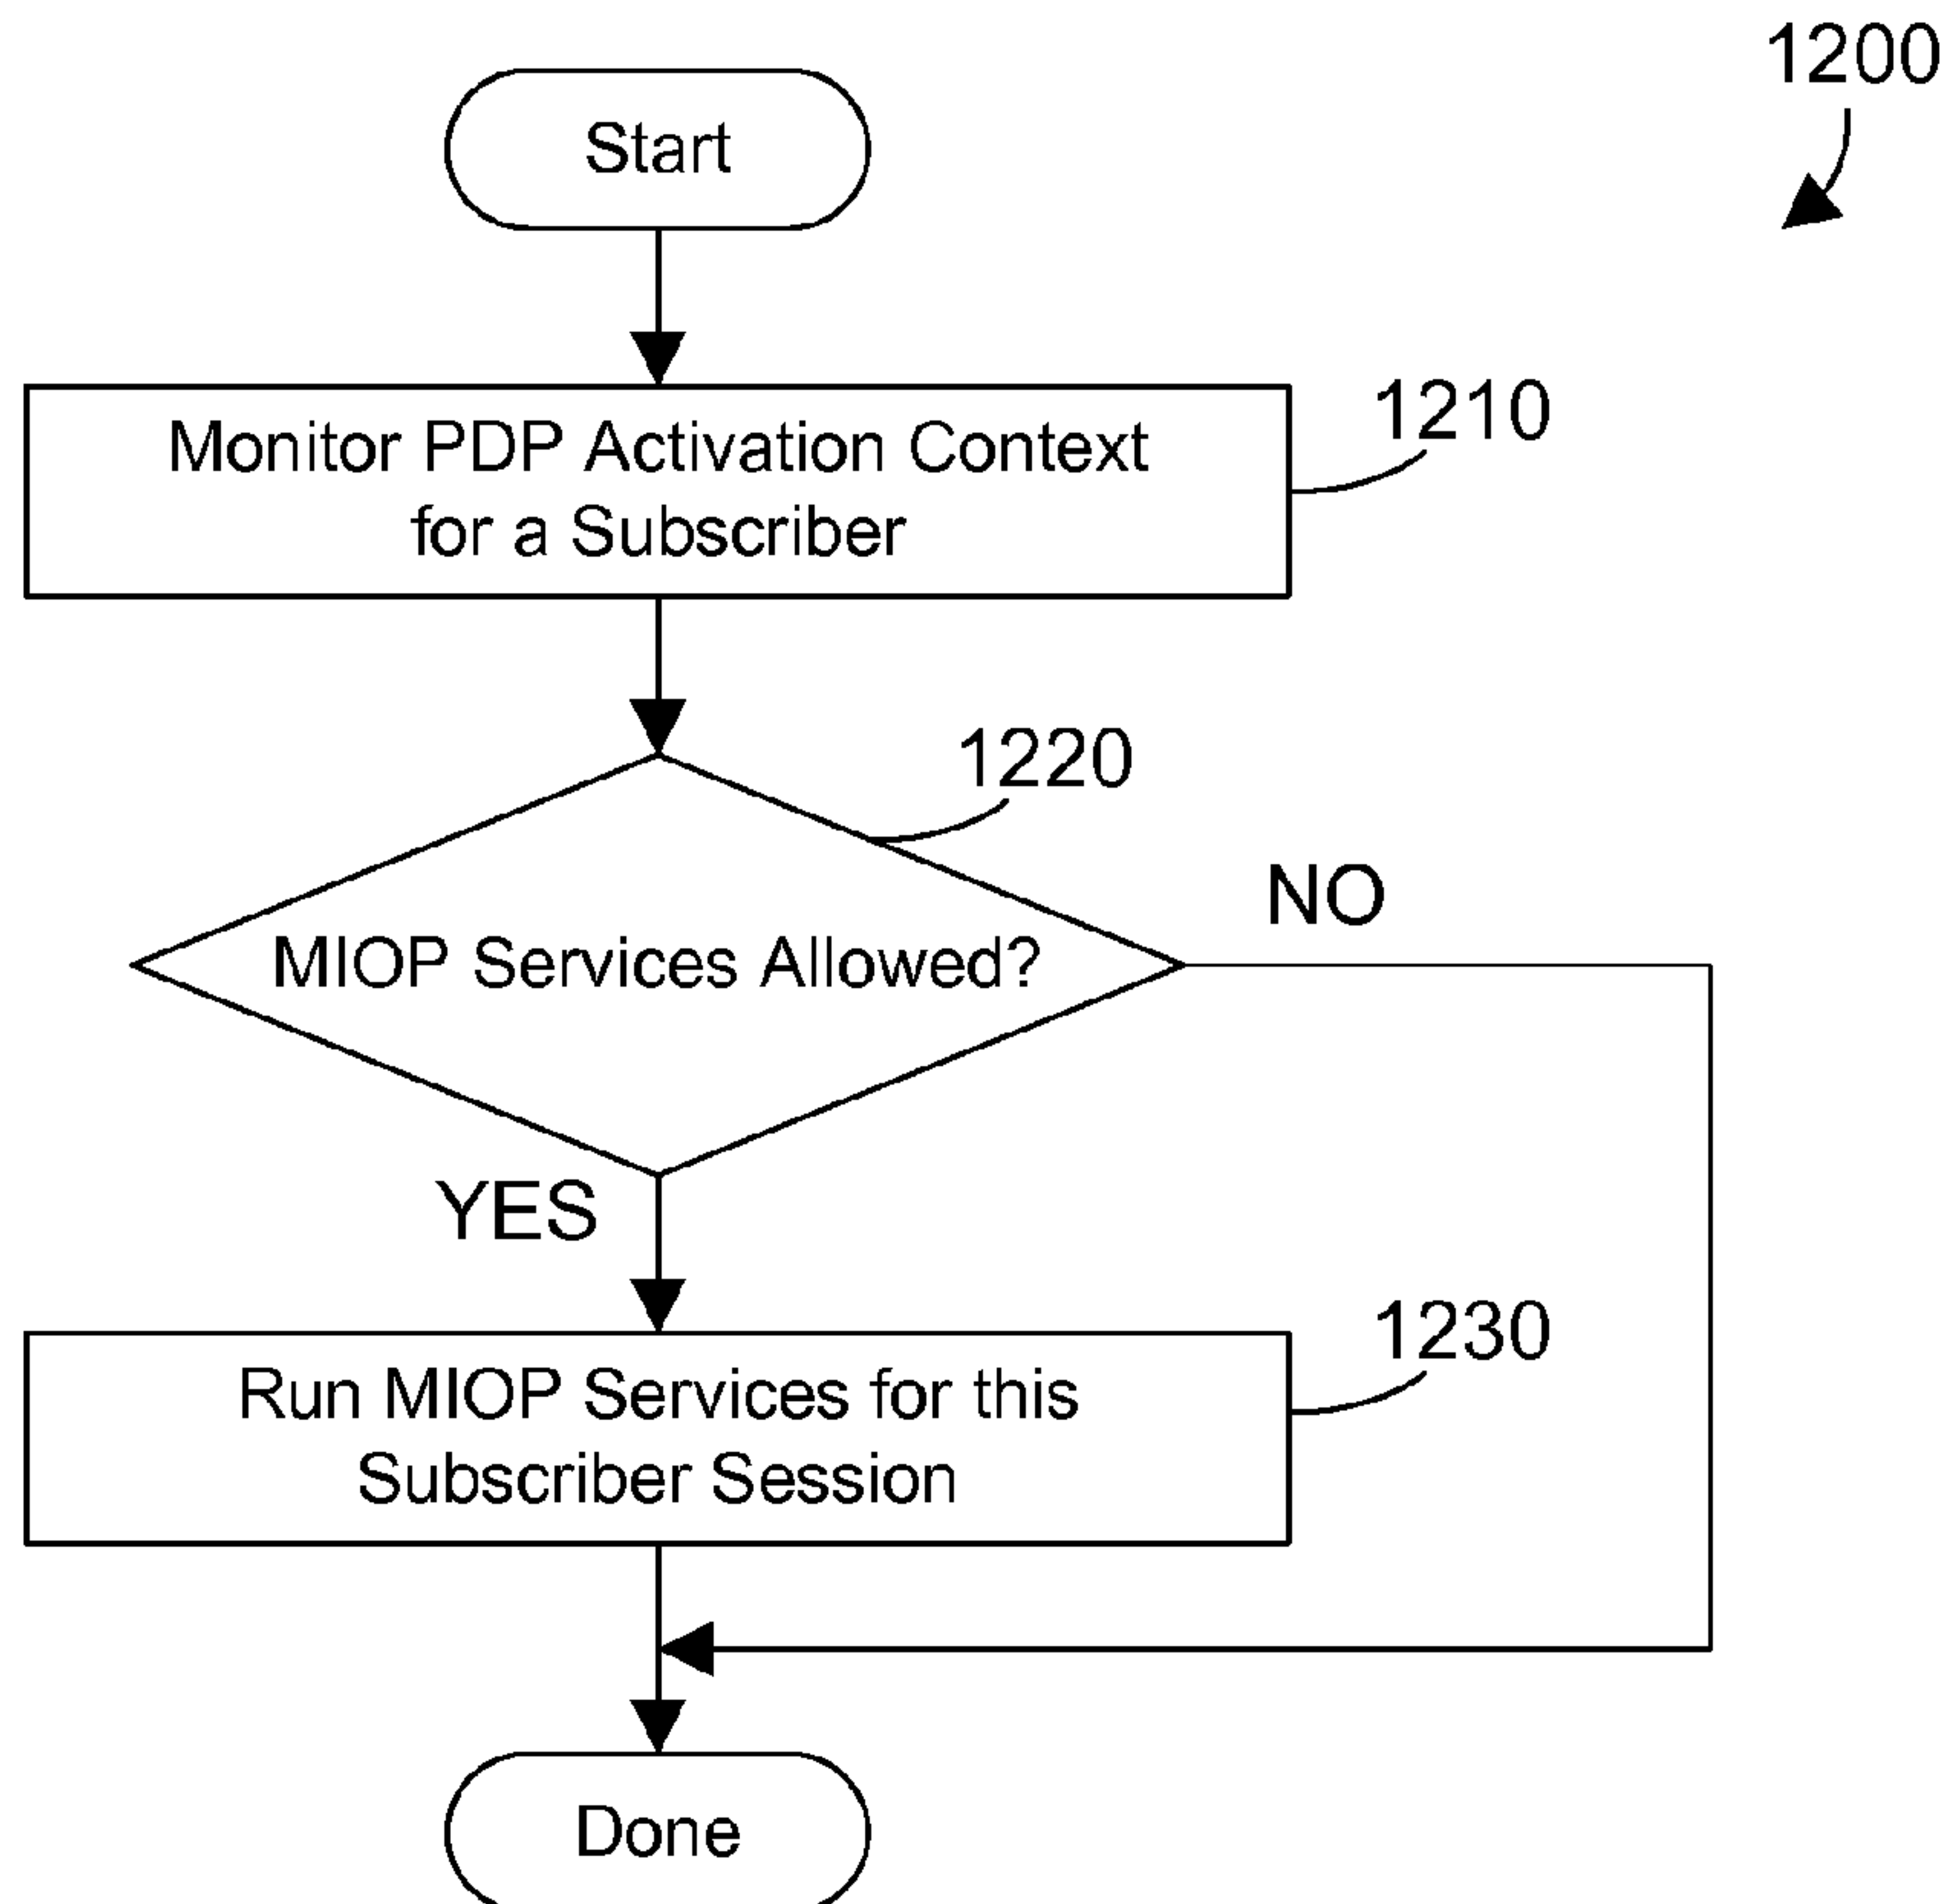 1200
Start
Monitor PDP Activation Context
for a Subscriber
1210
1220
MIOP Services Allowed?
NO
YES
Run MIOP Services for this
Subscriber Session
1230
Done